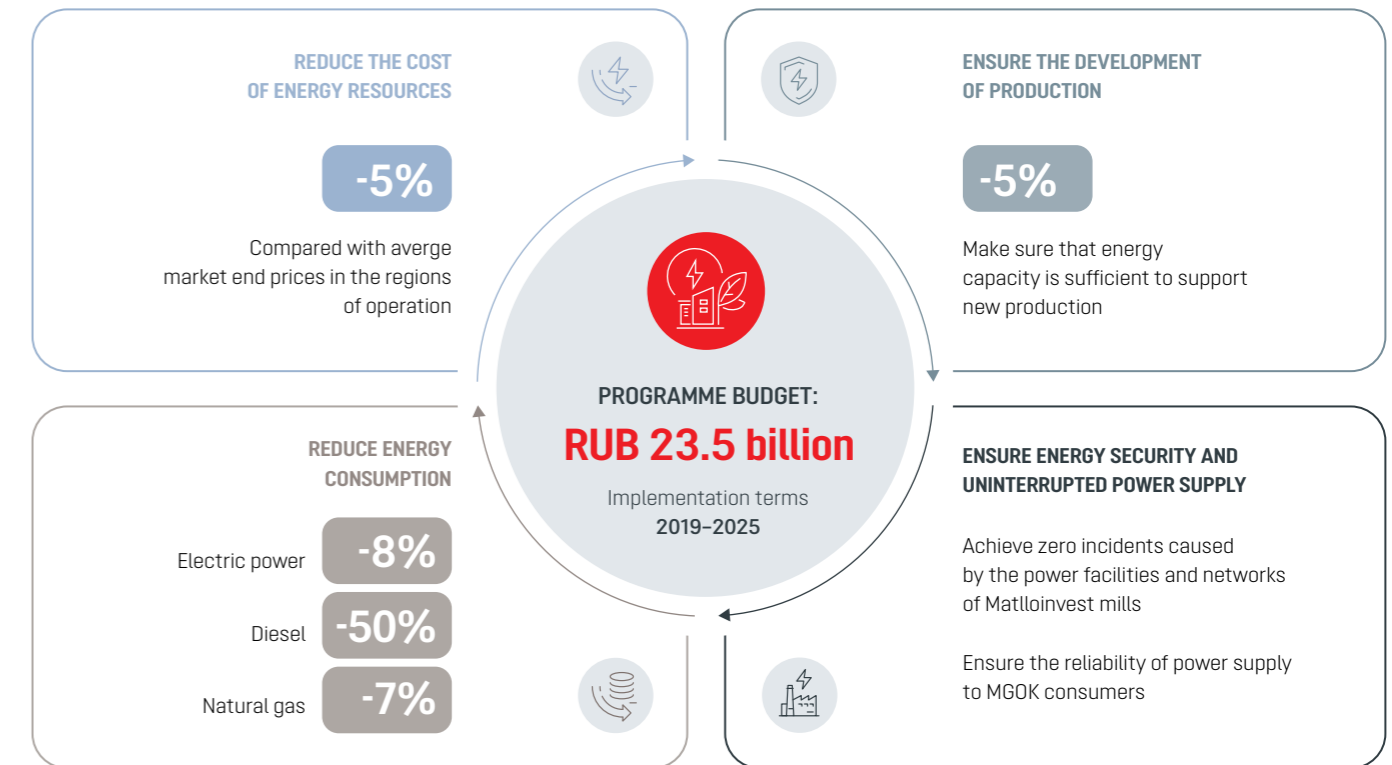 REDUCE THE COST
OF ENERGY RESOURCES
-5%
Compared with averge
market end prices in the regions
of operation
ENSURE THE DEVELOPMENT
OF PRODUCTION
-5%
Make sure that energy
capacity is sufficient to support
new production
PROGRAMME BUDGET:
RUB 23.5 billion
Implementation terms
2019–2025
REDUCE ENERGY
CONSUMPTION
Electric power -8%
Diesel -50%
Natural gas -7%
ENSURE ENERGY SECURITY AND
UNINTERRUPTED POWER SUPPLY
Achieve zero incidents caused
by the power facilities and networks
of Matlloinvest mills
Ensure the reliability of power supply
to MGOK consumers